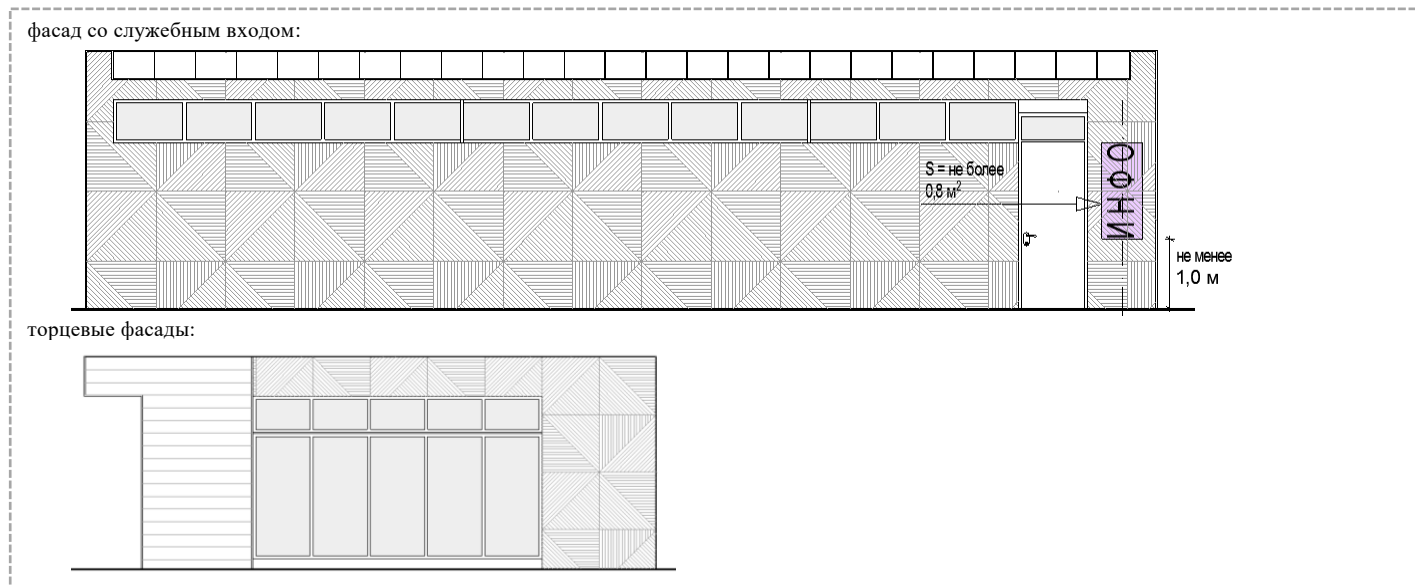 фасад со служебным входом:
S = не более
0,8 м²
ИНФО
не менее
1,0 м
торцевые фасады: